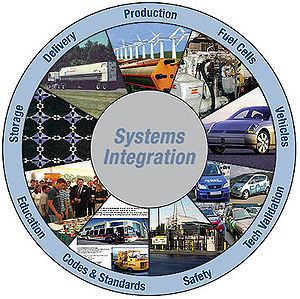 Production
Fuel Cells
Vehicles
Tech Validation
Safety
Codes & Standards
Education
Storage
Delivery
Systems
Integration